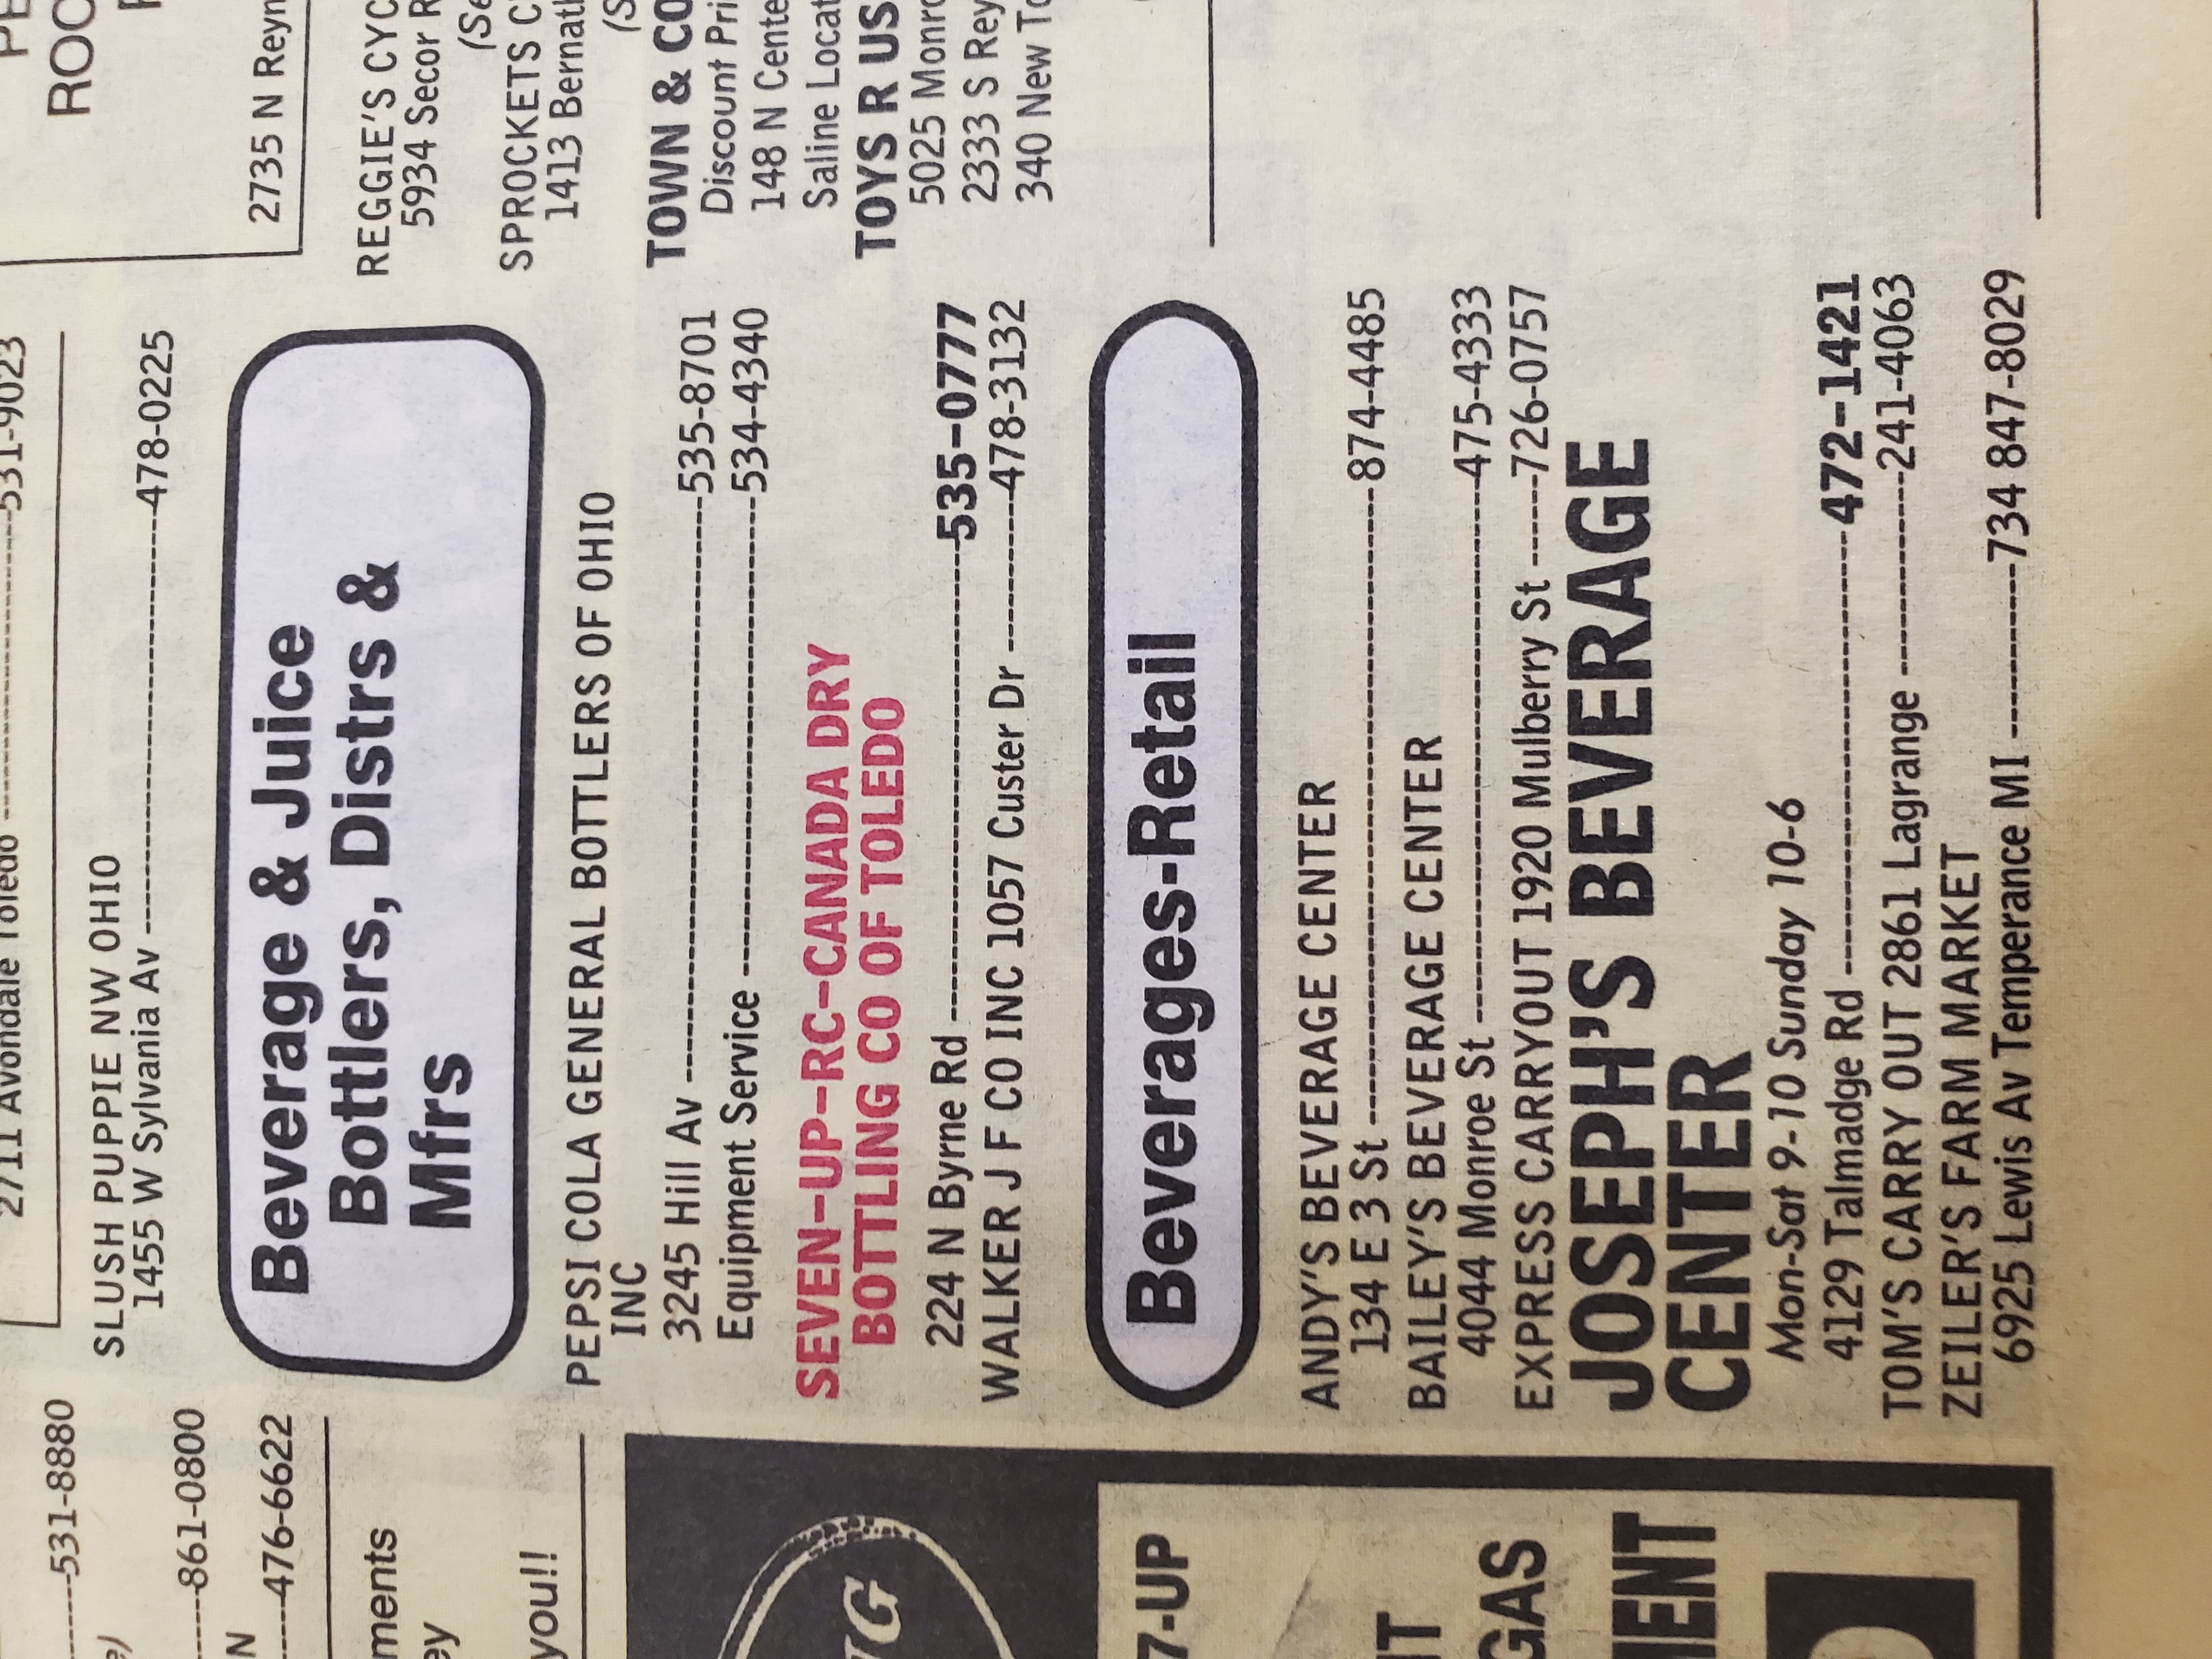 531-8880
861-0800
N
476-6622
ments
ey
you!!
NG
7-UP
GAS
2711 Avondale Toledo 531-9023
SLUSH PUPPIE NW OHIO
1455 W Sylvania Av 478-0225
Beverage & Juice
Bottlers, Distrs &
Mfrs
PEPSI COLA GENERAL BOTTLERS OF OHIO
INC
3245 Hill Av 535-8701
Equipment Service 534-4340
SEVEN-UP-RC-CANADA DRY
BOTTLING CO OF TOLEDO
224 N Byrne Rd 535-0777
WALKER J F CO INC 1057 Custer Dr 478-3132
Beverages-Retail
ANDY'S BEVERAGE CENTER
134 E 3 St 874-4485
BAILEY'S BEVERAGE CENTER
4044 Monroe St 475-4333
EXPRESS CARRYOUT 1920 Mulberry St 726-0757
JOSEPH'S BEVERAGE
CENTER
Mon-Sat 9-10 Sunday 10-6
4129 Talmadge Rd 472-1421
TOM'S CARRY OUT 2861 Lagrange 241-4063
ZEILER'S FARM MARKET
6925 Lewis Av Temperance MI 734 847-8029
ROC
2735 N Reyn
REGGIE'S CYC
5934 Secor R
(Se
SPROCKETS C
1413 Bernath
(S
TOWN & CO
Discount Pri
148 N Cente
Saline Locat
TOYS R US
5025 Monro
2333 S Rey
340 New To